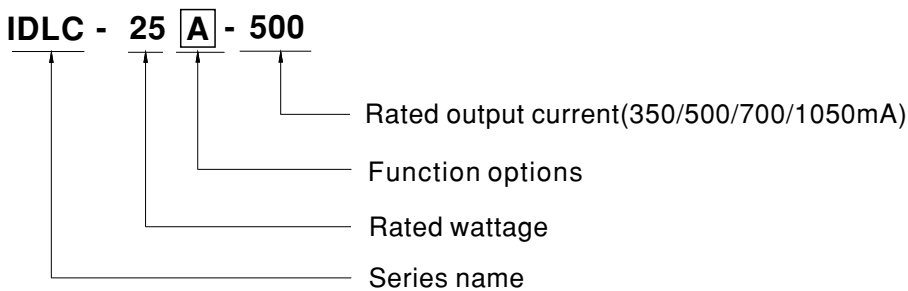 IDLC - 25 A - 500
Rated output current(350/500/700/1050mA)
Function options
Rated wattage
Series name